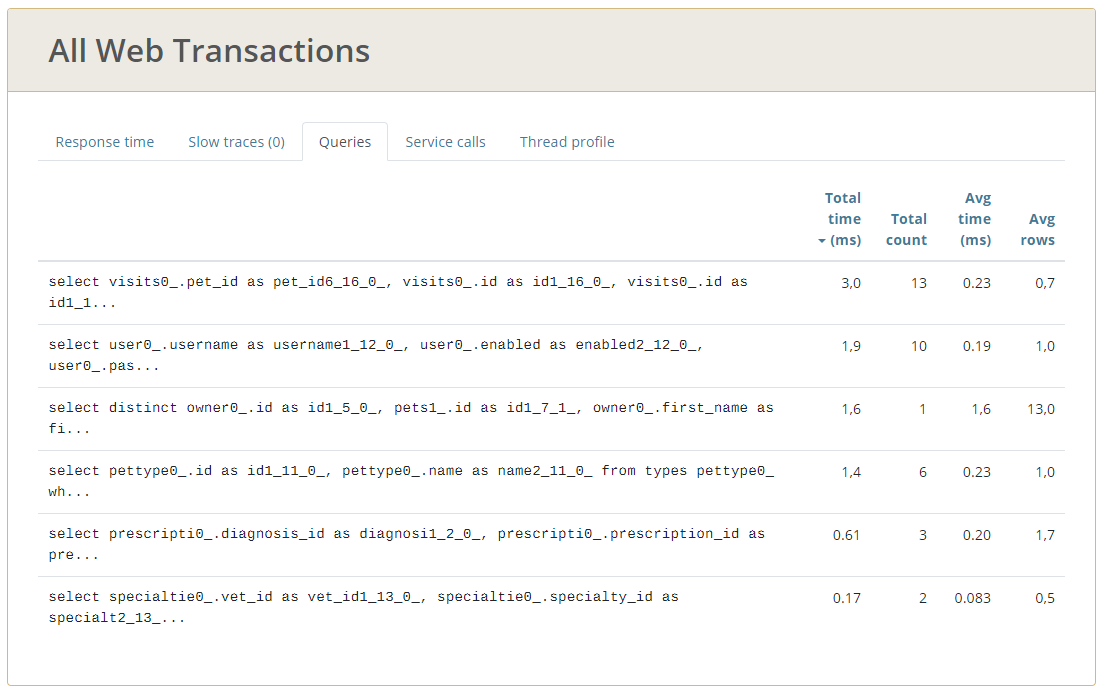 All Web Transactions
Response time Slow traces (0) Queries Service calls Thread profile
Total time (ms) Total count Avg time (ms) Avg rows
select visits0_.pet_id as pet_id6_16_0_, visits0_.id as id1_16_0_, visits0_.id as 3,0 13 0.23 0,7
id1_1...
select user0_.username as username1_12_0_, user0_.enabled as enabled2_12_0_, 1,9 10 0.19 1,0
user0_.pas...
select distinct owner0_.id as id1_5_0_, pets1_.id as id1_7_1_, owner0_.first_name as 1,6 1 1,6 13,0
fi...
select pettype0_.id as id1_11_0_, pettype0_.name as name2_11_0_ from types pettype0_ 1,4 6 0.23 1,0
wh...
select prescripti0_.diagnosis_id as diagnosi1_2_0_, prescripti0_.prescription_id as 0.61 3 0.20 1,7
pre...
select specialtie0_.vet_id as vet_id1_13_0_, specialtie0_.specialty_id as 0.17 2 0.083 0,5
specialt2_13_...